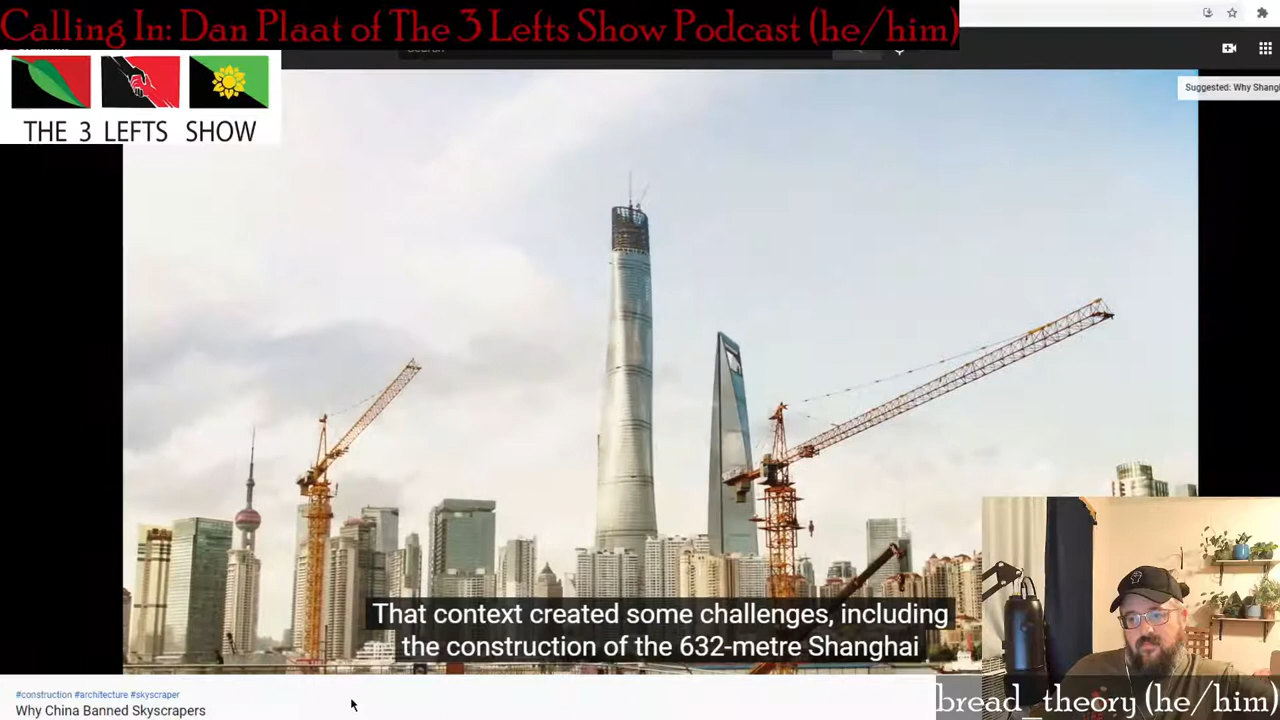 Calling In: Dan Plaat of The 3 Lefts Show Podcast (he/him)
Search
Suggested: Why Shangh
THE 3 LEFTS SHOW
That context created some challenges, including
the construction of the 632-metre Shanghai
#construction #architecture #skyscraper
Why China Banned Skyscrapers
bread_theory (he/him)